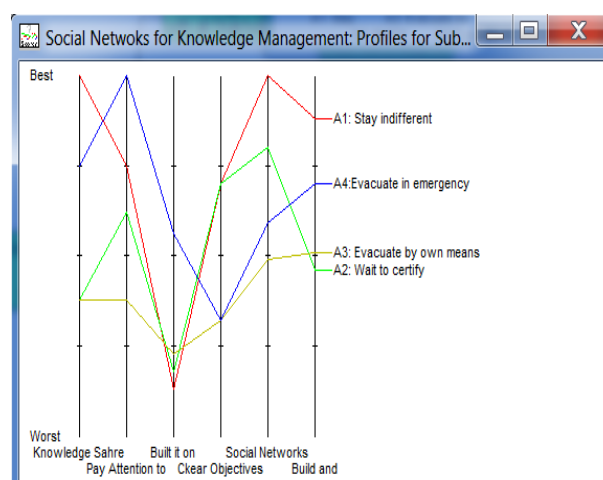 Social Netwoks for Knowledge Management: Profiles for Sub...
Best
A1: Stay indifferent
A4:Evacuate in emergency
A3: Evacuate by own means
A2: Wait to certify
Worst
Knowledge Sahre
Built it on
Social Networks
Pay Attention to
Ckear Objectives
Build and